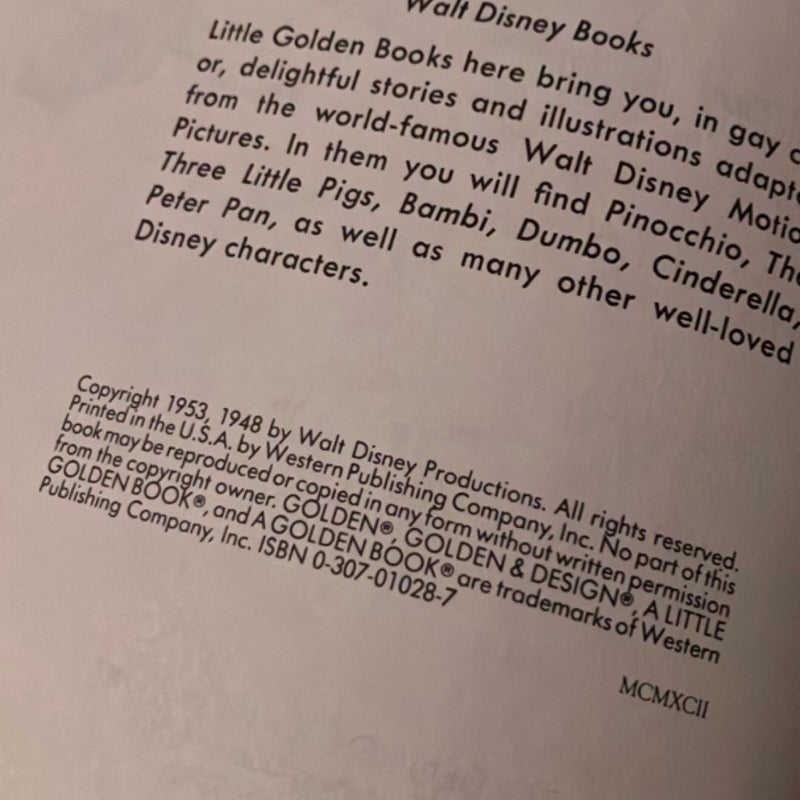 Walt Disney Books
Little Golden Books here bring you, in gay
or, delightful stories and illustrations
from the world-famous Walt Disney
Pictures. In them you will find Pinocchio,
Three Little Pigs, Bambi, Dumbo, Cinderella,
Peter Pan, as well as many other well-loved
Disney characters.
Copyright 1953, 1948 by Walt Disney Productions. All rights reserved.
Printed in the U.S.A. by Western Publishing Company, Inc. No part of this
book may be reproduced or copied in any form without written permission
from the copyright owner. GOLDEN®, GOLDEN & DESIGN®, A LITTLE
GOLDEN BOOK®, and A GOLDEN BOOK® are trademarks of Western
Publishing Company, Inc. ISBN 0-307-01028-7
MCMXCII